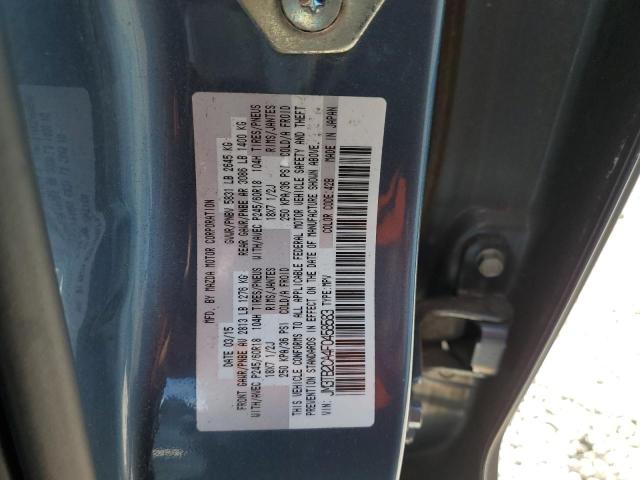 MFD. BY MAZDA MOTOR CORPORATION
03/15 GVWR/PNBV 5831 LB 2645 KG
FRONT GAWR/PNBE AV 2813 LB 1276 KG REAR GAWR/PNBE AR 3086 LB 1400 KG
WITH/AVEC P245/60R18 104H TIRES/PNEUS WITH/AVEC P245/60R18 104H TIRES/PNEUS
18X7 1/2J RIMS/JANTES 18X7 1/2J RIMS/JANTES
250 KPA/36 PSI COLD/A FROID 250 KPA/36 PSI COLD/A FROID
THIS VEHICLE CONFORMS TO ALL APPLICABLE FEDERAL MOTOR VEHICLE SAFETY AND THEFT
PREVENTION STANDARDS IN EFFECT ON THE DATE OF MANUFACTURE SHOWN ABOVE.
COLOR CODE:42B MADE IN JAPAN
VIN: TYPE:MPV